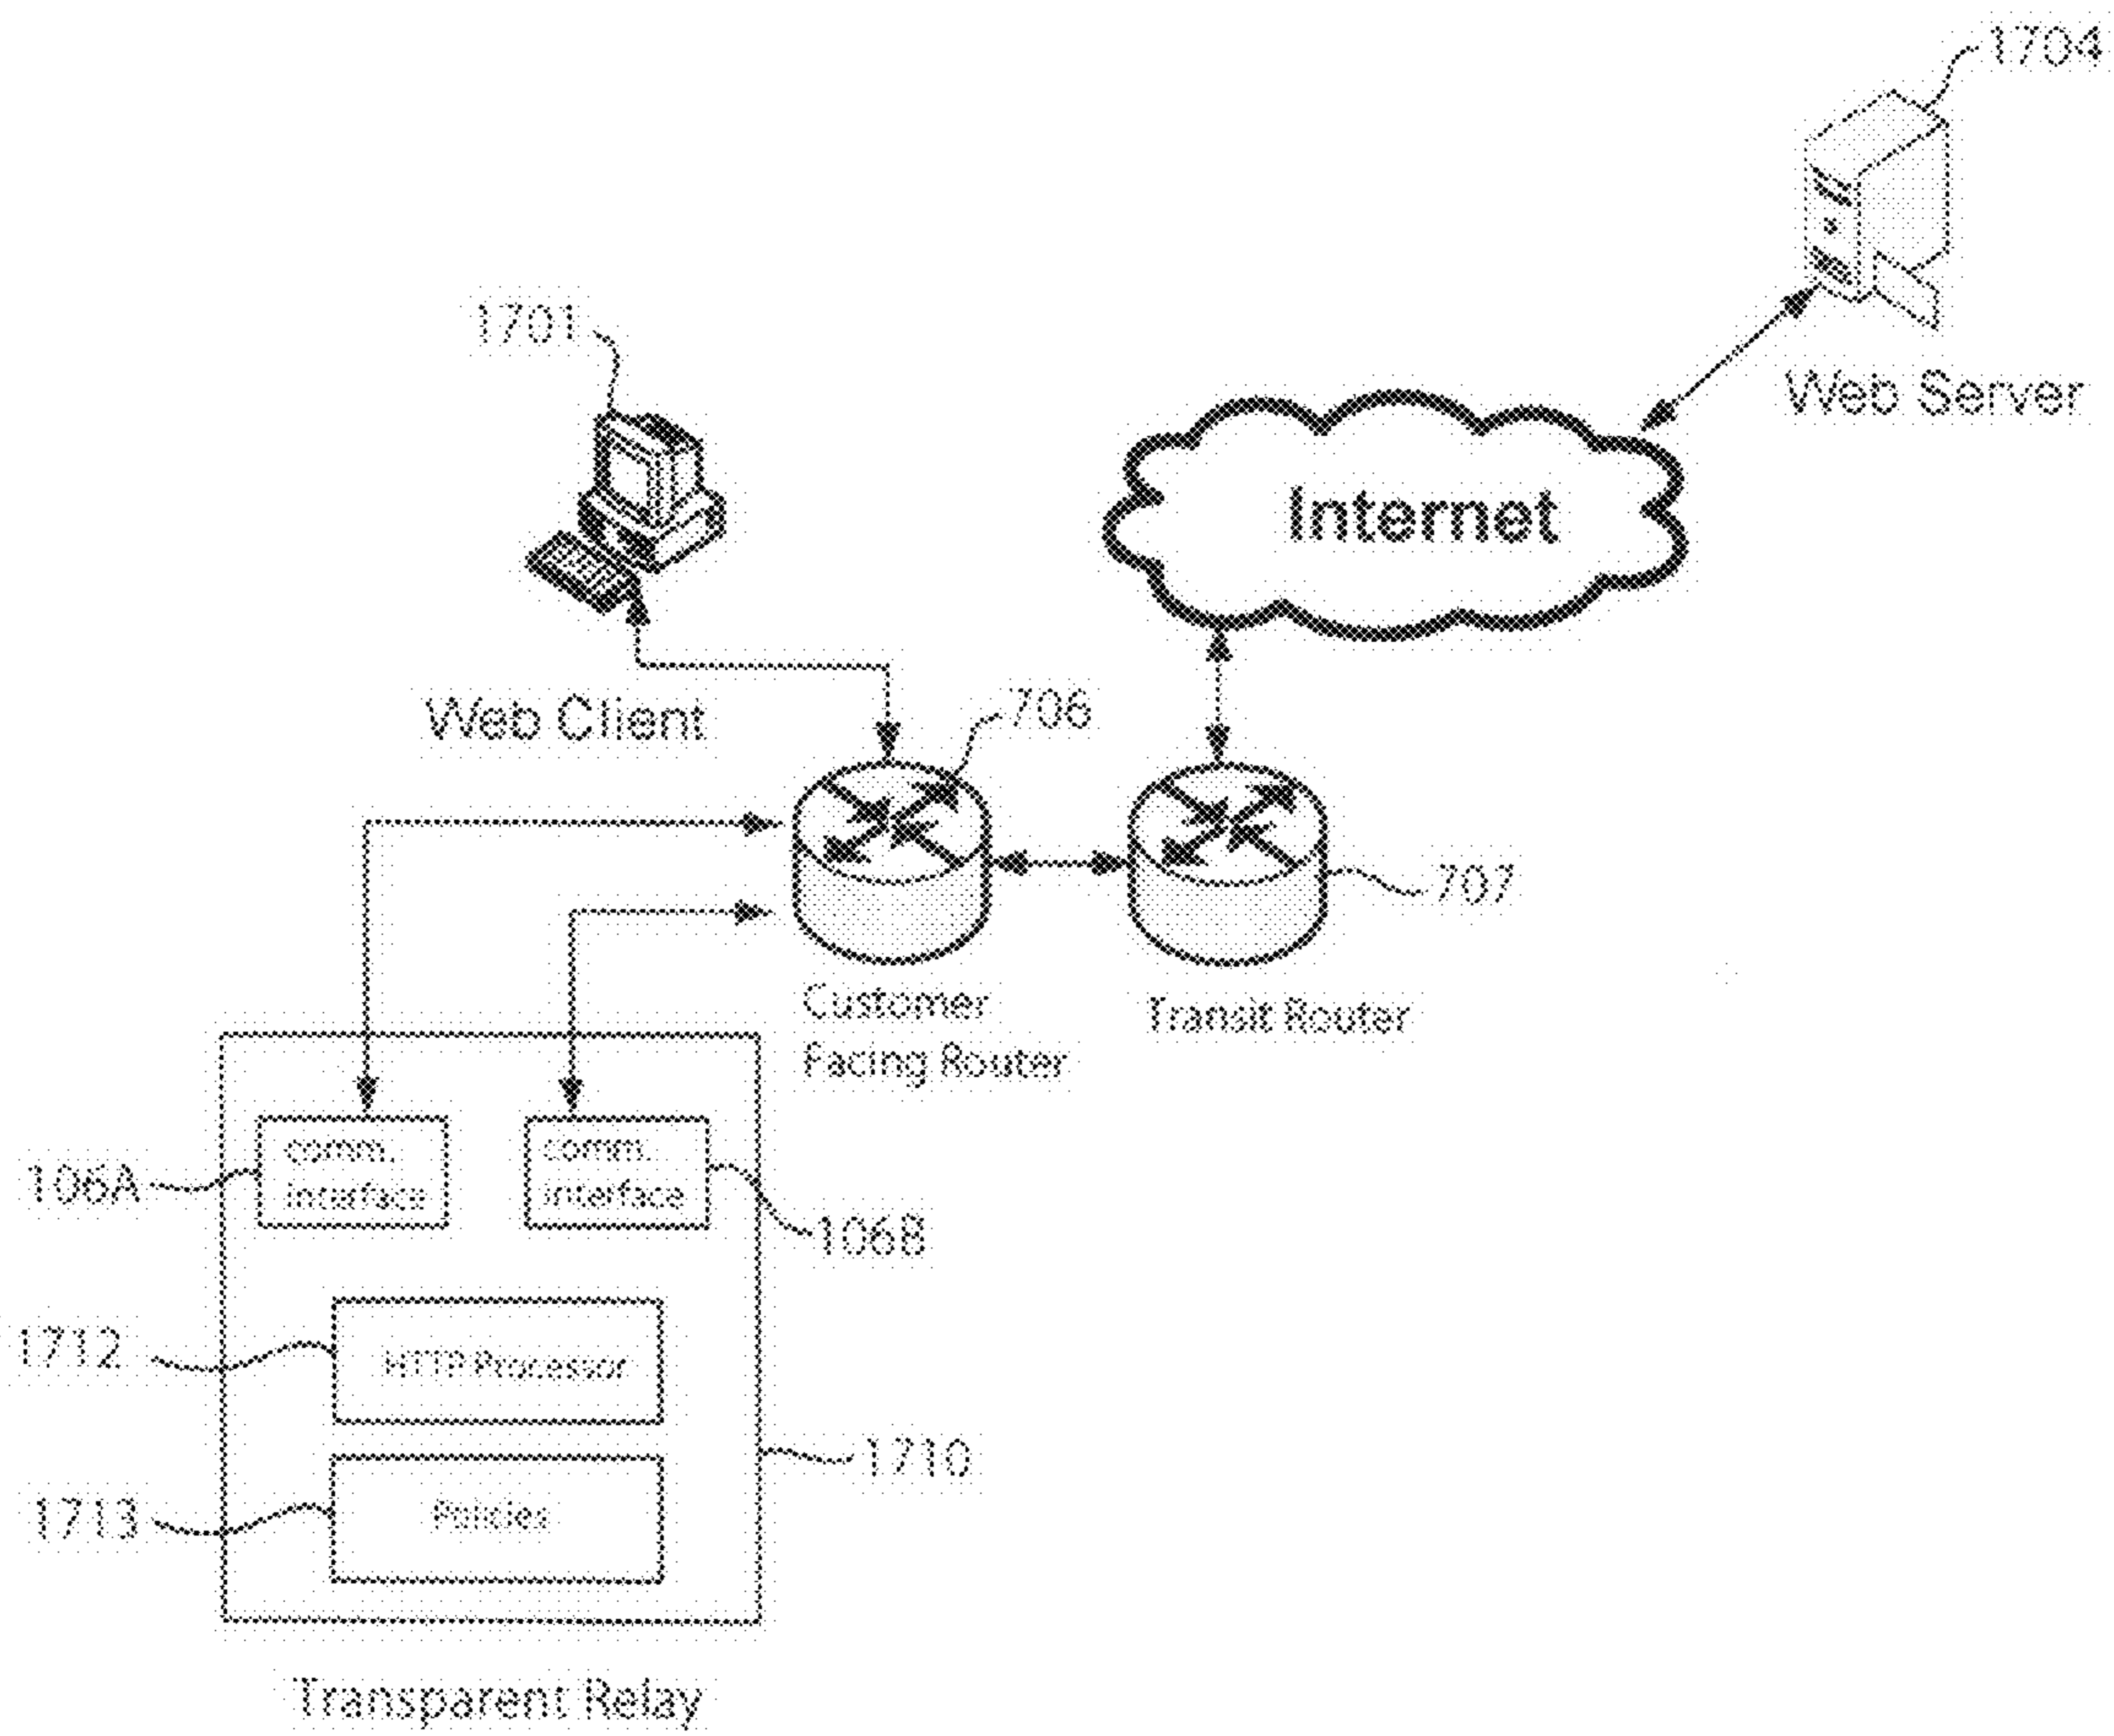 1704
Web Server
1701
Internet
Web Client
706
707
Customer
Facing Router
Transit Router
comm.
interface
106A
comm.
interface
106B
1712
HTTP Processor
1710
1713
Policies
Transparent Relay